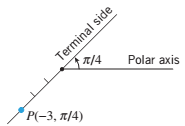 Terminal side
π/4
Polar axis
P(−3, π/4)